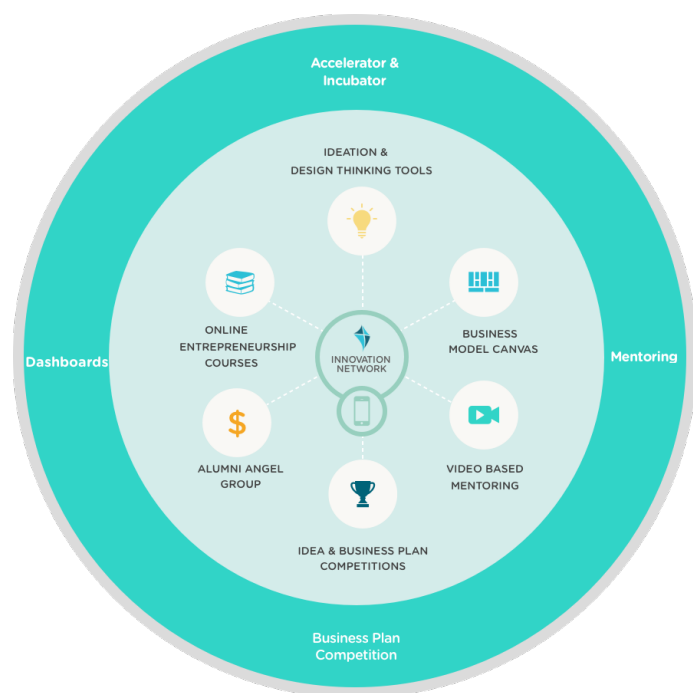 Accelerator &
Incubator
IDEATION &
DESIGN THINKING TOOLS
ONLINE
ENTREPRENEURSHIP
COURSES
BUSINESS
MODEL CANVAS
INNOVATION
NETWORK
Dashboards
Mentoring
ALUMNI ANGEL
GROUP
VIDEO BASED
MENTORING
IDEA & BUSINESS PLAN
COMPETITIONS
Business Plan
Competition